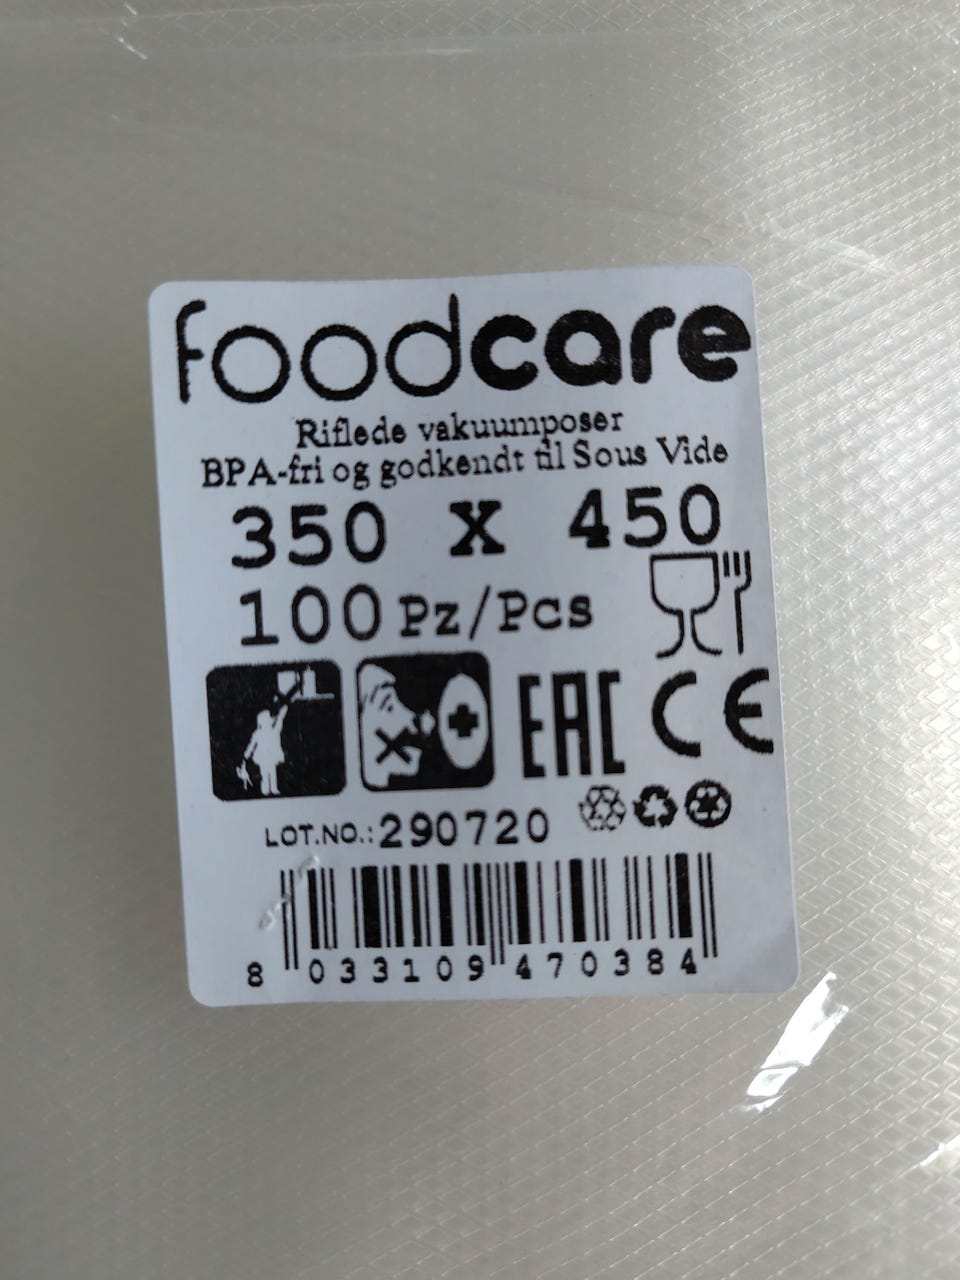 foodcare
Riflede vakuumposer
BPA-fri og godkendt til Sous Vide
350 X 450
100 Pz/Pcs
EAC CE
LOT.NO.:290720
8 033109 470384